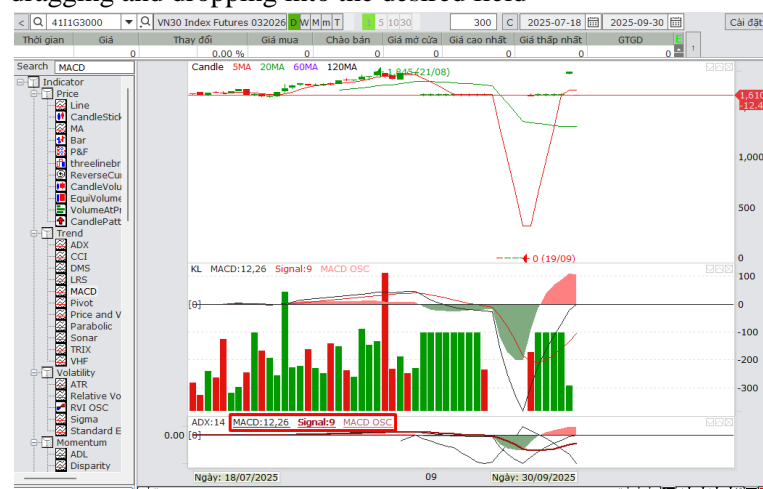 dragging and dropping into the desired field
< Q 41I1G3000 VN30 Index Futures 032026 D W M m T 1 5 10 30 300 C 2025-07-18 2025-09-30 Cài đặt
Thời gian Giá Thay đổi Giá mua Chào bán Giá mở cửa Giá cao nhất Giá thấp nhất GTGD E
0 0.00 % 0 0 0 0 0 0
Search MACD
Candle 5MA 20MA 60MA 120MA
1,845 (21/08)
Indicator
Price
Line
CandleStick
MA
Bar
P&F
threelinebr
ReverseCu
CandleVolu
EquiVolume
VolumeAtPr
CandlePatt
Trend
ADX
CCI
DMS
LRS
MACD
Pivot
Price and V
Parabolic
Sonar
TRIX
VHF
Volatility
ATR
Relative Vo
RVI OSC
Sigma
Standard E
Momentum
ADL
Disparity
1,610
-12.4
1,000
500
0
0 (19/09)
KL MACD:12,26 Signal:9 MACD OSC
[0]
100
0
-100
-200
-300
ADX:14 MACD:12,26 Signal:9 MACD OSC
0.00 [0]
Ngày: 18/07/2025 09 Ngày: 30/09/2025